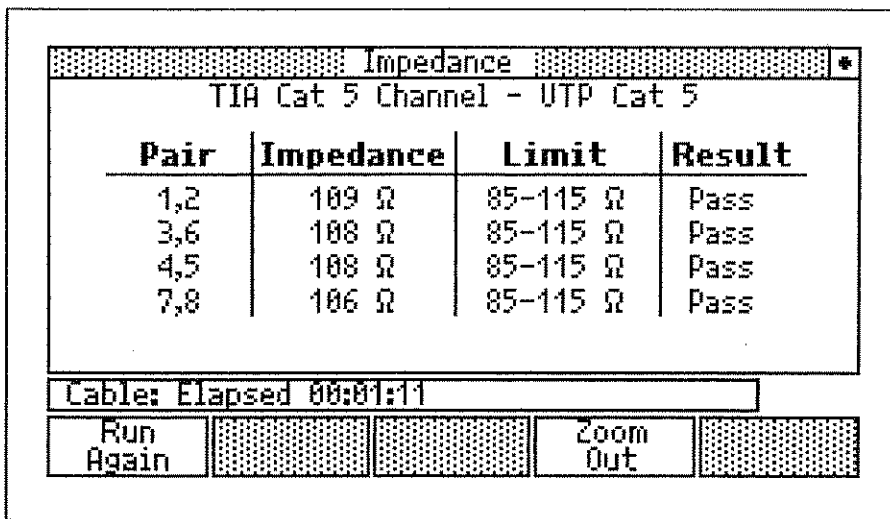 Impedance
TIA Cat 5 Channel - UTP Cat 5
Pair Impedance Limit Result
1,2 109 Ω 85-115 Ω Pass
3,6 108 Ω 85-115 Ω Pass
4,5 108 Ω 85-115 Ω Pass
7,8 106 Ω 85-115 Ω Pass
Cable: Elapsed 00:01:11
Run Again
Zoom Out